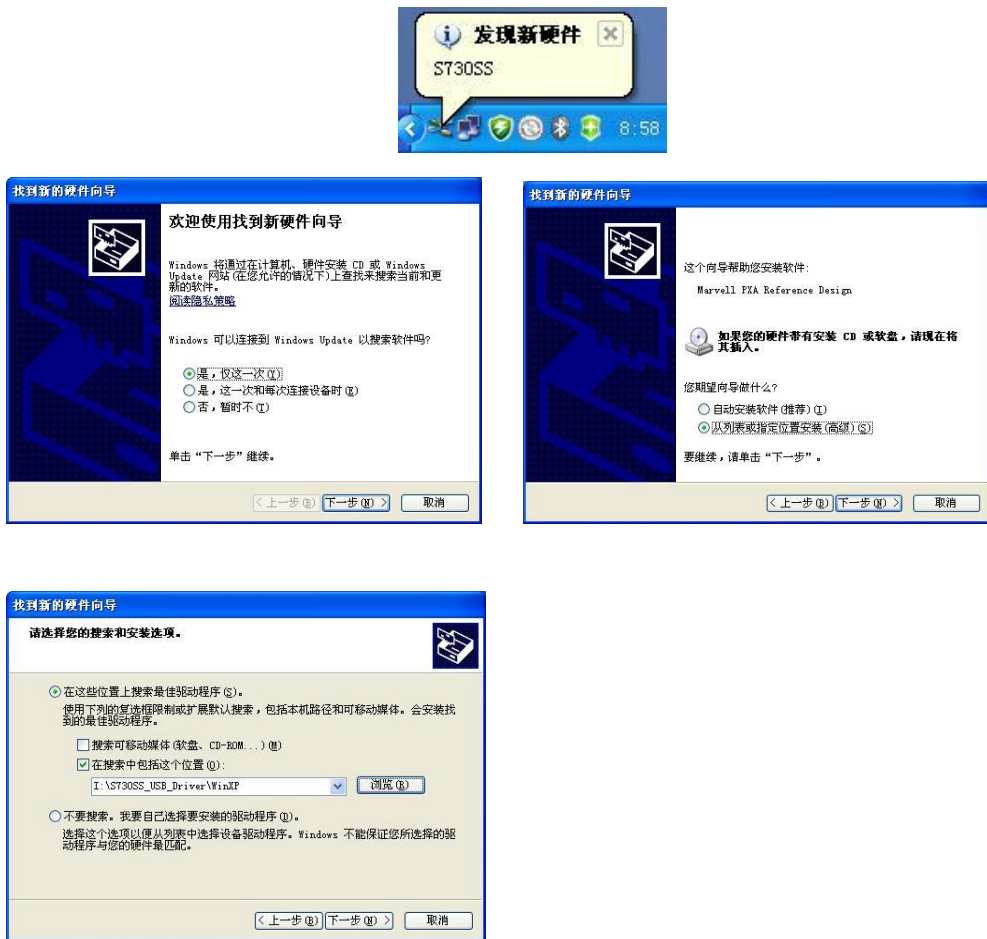 发现新硬件
S730SS
8:58
找到新的硬件向导
欢迎使用找到新硬件向导
Windows 将通过在计算机、硬件安装 CD 或 Windows
Update 网站(在您允许的情况下)上查找来搜索当前和更
新的软件。
阅读隐私策略
Windows 可以连接到 Windows Update 以搜索软件吗?
是，仅这一次(Y)
是，这一次和每次连接设备时(E)
否，暂时不(T)
单击“下一步”继续。
< 上一步(B) 下一步(N) > 取消
找到新的硬件向导
这个向导帮助您安装软件:
Marvell PXA Reference Design
如果您的硬件带有安装 CD 或软盘，请现在将
其插入。
您期望向导做什么?
自动安装软件(推荐)(I)
从列表或指定位置安装(高级)(S)
要继续，请单击“下一步”。
< 上一步(B) 下一步(N) > 取消
找到新的硬件向导
请选择您的搜索和安装选项。
在这些位置上搜索最佳驱动程序(S)。
使用下列的复选框限制或扩展默认搜索，包括本机路径和可移动媒体。会安装找
到的最佳驱动程序。
搜索可移动媒体(软盘、CD-ROM...)(M)
在搜索中包括这个位置(O):
I:\S730SS_USB_Driver\WinXP 浏览(R)
不要搜索。我要自己选择要安装的驱动程序(D)。
选择这个选项以便从列表中选择设备驱动程序。Windows 不能保证您所选择的驱
动程序与您的硬件最匹配。
< 上一步(B) 下一步(N) > 取消